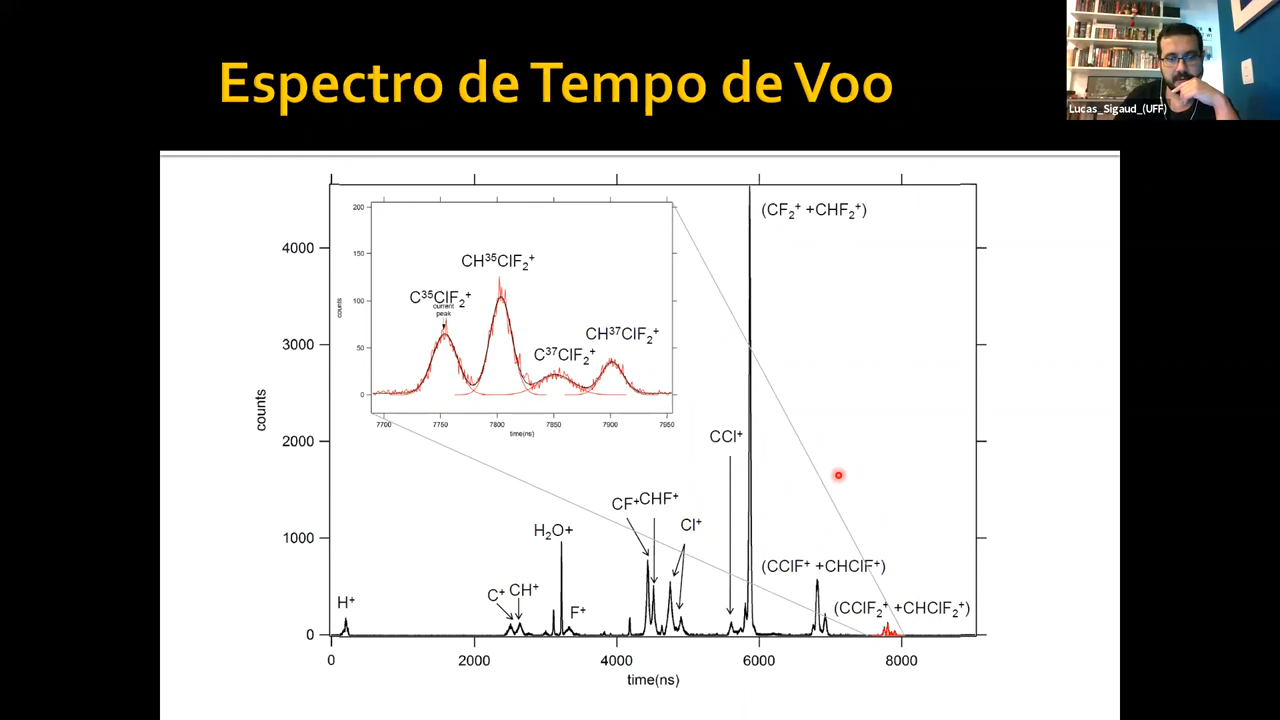 Espectro de Tempo de Voo
Lucas_Sigaud_(UFF)
(CF₂⁺ +CHF₂⁺)
4000
3000
2000
1000
0
counts
200
150
100
50
0
counts
CH³⁵ClF₂⁺
C³⁵ClF₂⁺
current
peak
CH³⁷ClF₂⁺
C³⁷ClF₂⁺
7700 7750 7800 7850 7900 7950
time(ns)
CCl⁺
CF⁺ CHF⁺
Cl⁺
H₂O+
(CClF⁺ +CHClF⁺)
C⁺ CH⁺
H⁺
F⁺
(CClF₂⁺ +CHClF₂⁺)
0 2000 4000 6000 8000
time(ns)